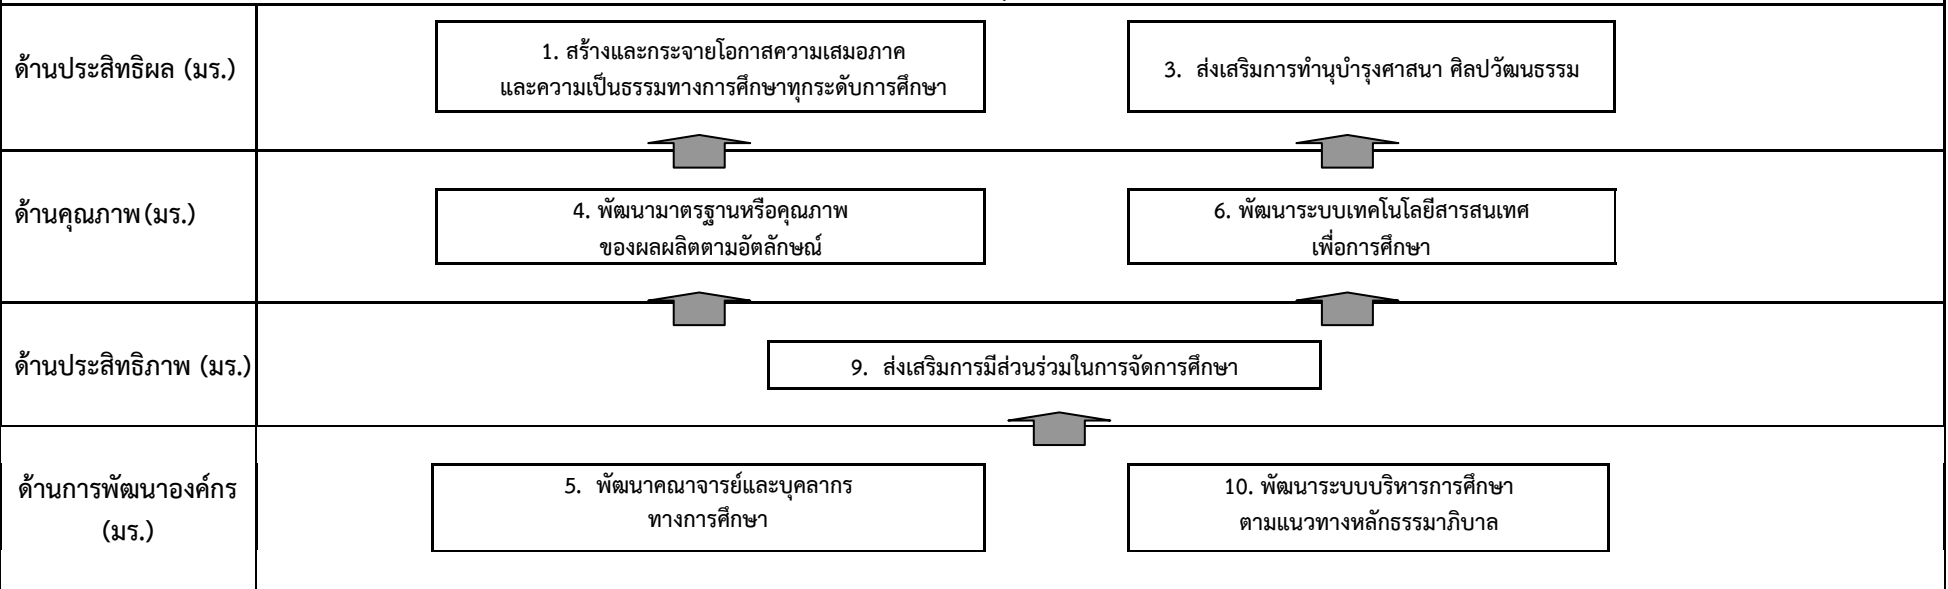 ด้านประสิทธิผล (มร.)
1. สร้างและกระจายโอกาสความเสมอภาค
และความเป็นธรรมทางการศึกษาทุกระดับการศึกษา
3. ส่งเสริมการทำนุบำรุงศาสนา ศิลปวัฒนธรรม
ด้านคุณภาพ (มร.)
4. พัฒนามาตรฐานหรือคุณภาพ
ของผลผลิตตามอัตลักษณ์
6. พัฒนาระบบเทคโนโลยีสารสนเทศ
เพื่อการศึกษา
ด้านประสิทธิภาพ (มร.)
9. ส่งเสริมการมีส่วนร่วมในการจัดการศึกษา
ด้านการพัฒนาองค์กร
(มร.)
5. พัฒนาคณาจารย์และบุคลากร
ทางการศึกษา
10. พัฒนาระบบบริหารการศึกษา
ตามแนวทางหลักธรรมาภิบาล